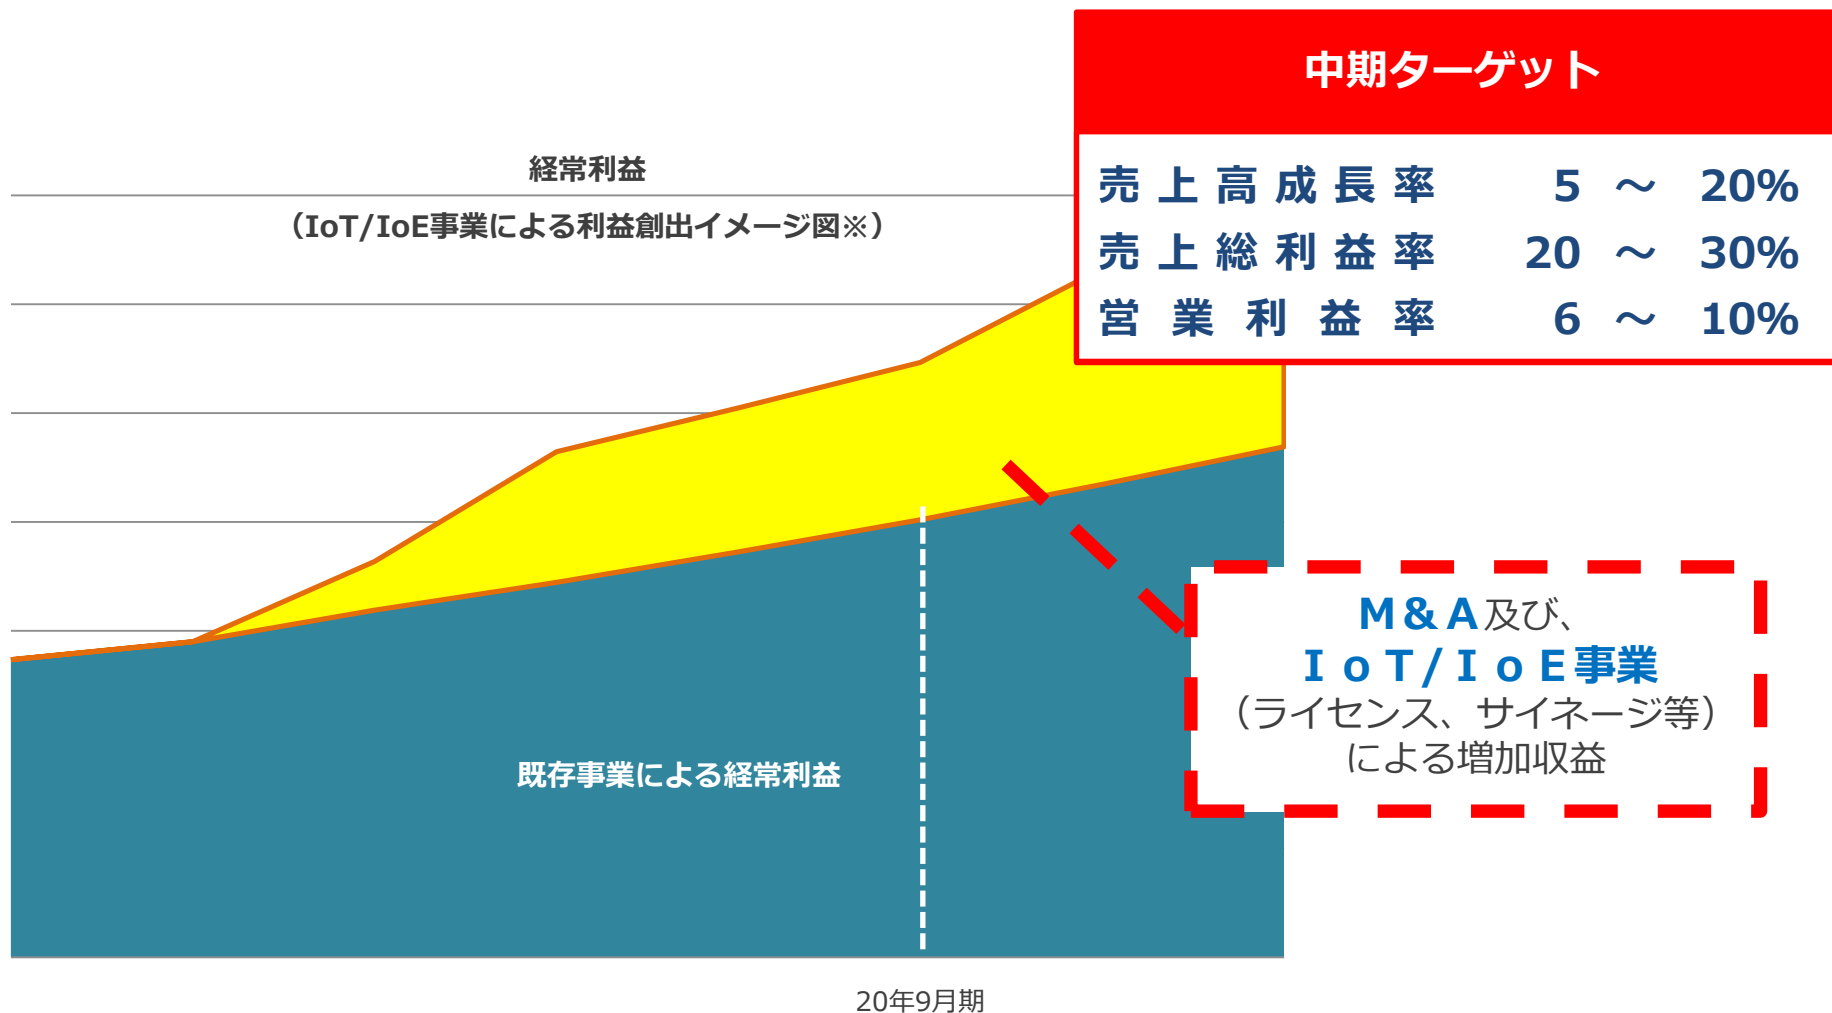 中期ターゲット
経常利益
（IoT/IoE事業による利益創出イメージ図※）
売上高成長率 5 ～ 20%
売上総利益率 20 ～ 30%
営業利益率 6 ～ 10%
M＆A及び、
ＩｏＴ/ＩｏＥ事業
（ライセンス、サイネージ等）
による増加収益
既存事業による経常利益
20年9月期